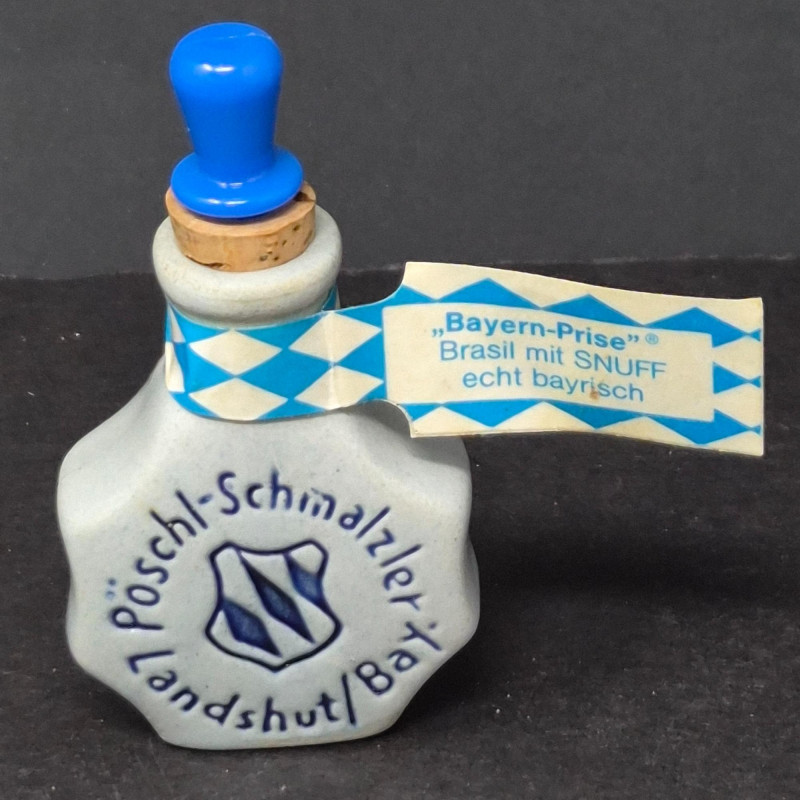 „Bayern-Prise” ®
Brasil mit SNUFF
echt bayrisch
Pöschl-Schmalzler
Landshut/Bay.